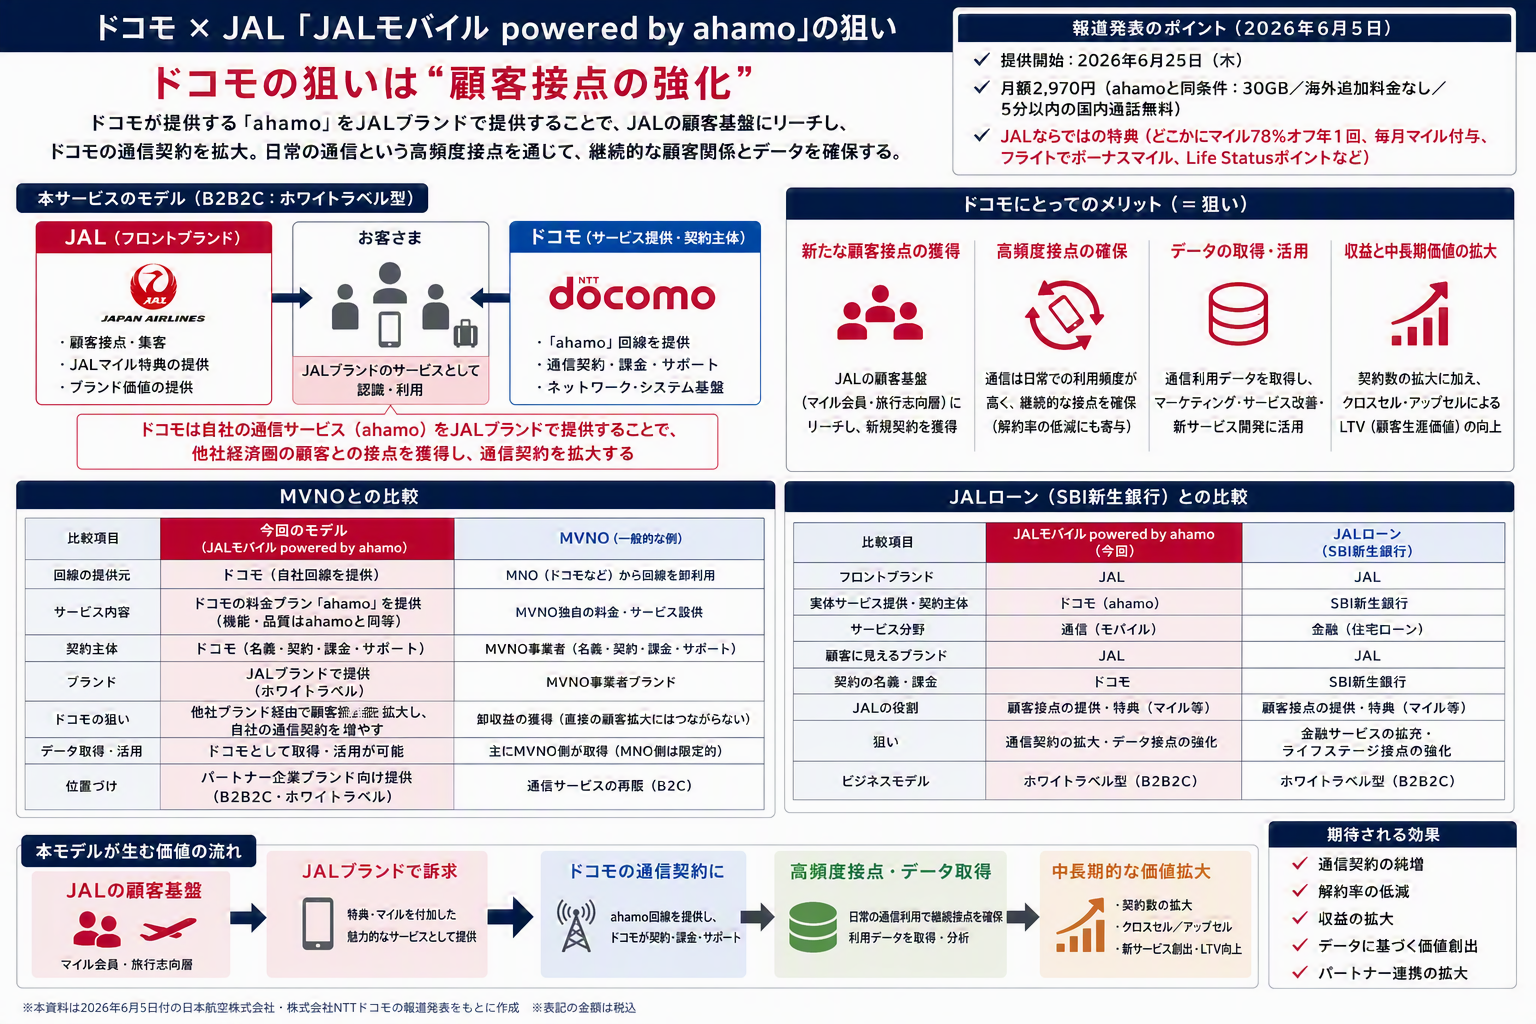 ドコモ × JAL「JALモバイル powered by ahamo」の狙い
ドコモの狙いは“顧客接点の強化”
ドコモが提供する「ahamo」をJALブランドで提供することで、JALの顧客基盤にリーチし、
ドコモの通信契約を拡大。日常の通信という高頻度接点を通じて、継続的な顧客関係とデータを確保する。
報道発表のポイント（2026年6月5日）
✓ 提供開始：2026年6月25日（木）
✓ 月額2,970円（ahamoと同条件：30GB／海外追加料金なし／
5分以内の国内通話無料）
✓ JALならではの特典（どこかにマイル78%オフ年1回、毎月マイル付与、
フライトでボーナスマイル、Life Statusポイントなど）
本サービスのモデル（B2B2C：ホワイトラベル型）
JAL（フロントブランド）
JAL
JAPAN AIRLINES
・顧客接点・集客
・JALマイル特典の提供
・ブランド価値の提供
お客さま
JALブランドのサービスとして
認識・利用
ドコモ（サービス提供・契約主体）
NTT
docomo
・「ahamo」回線を提供
・通信契約・課金・サポート
・ネットワーク・システム基盤
ドコモは自社の通信サービス（ahamo）をJALブランドで提供することで、
他社経済圏の顧客との接点を獲得し、通信契約を拡大する
ドコモにとってのメリット（＝狙い）
新たな顧客接点の獲得
JALの顧客基盤
（マイル会員・旅行志向層）に
リーチし、新規契約を獲得
高頻度接点の確保
通信は日常での利用頻度が
高く、継続的な接点を確保
（解約率の低減にも寄与）
データの取得・活用
通信利用データを取得し、
マーケティング・サービス改善・
新サービス開発に活用
収益と中長期価値の拡大
契約数の拡大に加え、
クロスセル・アップセルによる
LTV（顧客生涯価値）の向上
MVNOとの比較
比較項目
今回のモデル
（JALモバイル powered by ahamo）
MVNO（一般的な例）
回線の提供元
ドコモ（自社回線を提供）
MNO（ドコモなど）から回線を卸利用
サービス内容
ドコモの料金プラン「ahamo」を提供
（機能・品質はahamoと同等）
MVNO独自の料金・サービス設供
契約主体
ドコモ（名義・契約・課金・サポート）
MVNO事業者（名義・契約・課金・サポート）
ブランド
JALブランドで提供
（ホワイトラベル）
MVNO事業者ブランド
ドコモの狙い
他社ブランド経由で顧客 拡大し、
自社の通信契約を増やす
卸収益の獲得（直接の顧客拡大にはつながらない）
データ取得・活用
ドコモとして取得・活用が可能
主にMVNO側が取得（MNO側は限定的）
位置づけ
パートナー企業ブランド向け提供
（B2B2C・ホワイトラベル）
通信サービスの再販（B2C）
JALローン（SBI新生銀行）との比較
比較項目
JALモバイル powered by ahamo
（今回）
JALローン
（SBI新生銀行）
フロントブランド
JAL
JAL
実体サービス提供・契約主体
ドコモ（ahamo）
SBI新生銀行
サービス分野
通信（モバイル）
金融（住宅ローン）
顧客に見えるブランド
JAL
JAL
契約の名義・課金
ドコモ
SBI新生銀行
JALの役割
顧客接点の提供・特典（マイル等）
顧客接点の提供・特典（マイル等）
狙い
通信契約の拡大・データ接点の強化
金融サービスの拡充・
ライフステージ接点の強化
ビジネスモデル
ホワイトラベル型（B2B2C）
ホワイトラベル型（B2B2C）
本モデルが生む価値の流れ
JALの顧客基盤
マイル会員・旅行志向層
JALブランドで訴求
特典・マイルを付加した
魅力的なサービスとして提供
ドコモの通信契約に
ahamo回線を提供し、
ドコモが契約・課金・サポート
高頻度接点・データ取得
日常の通信利用で継続接点を確保
利用データを取得・分析
中長期的な価値拡大
・契約数の拡大
・クロスセル／アップセル
・新サービス創出・LTV向上
期待される効果
✓ 通信契約の純増
✓ 解約率の低減
✓ 収益の拡大
✓ データに基づく価値創出
✓ パートナー連携の拡大
※本資料は2026年6月5日付の日本航空株式会社・株式会社NTTドコモの報道発表をもとに作成　※表記の金額は税込